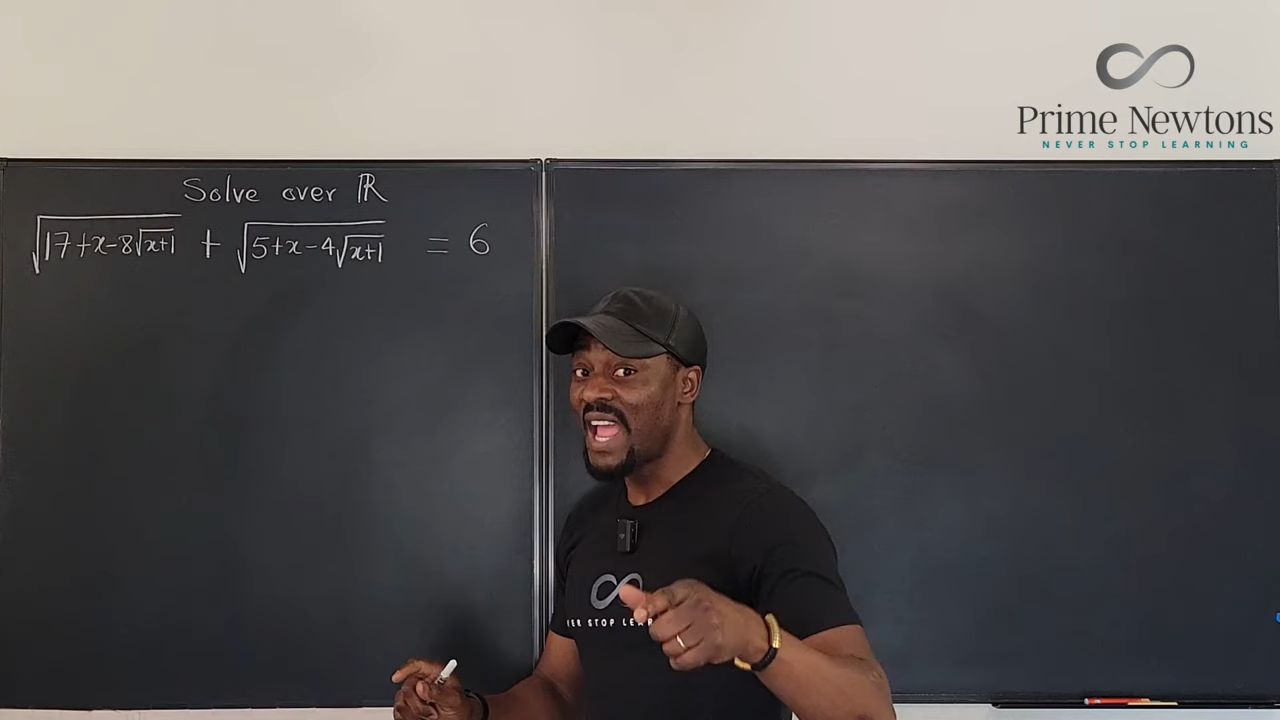 Prime Newtons
NEVER STOP LEARNING
Solve over ℝ
√(17+x-8√(x+1)) + √(5+x-4√(x+1)) = 6